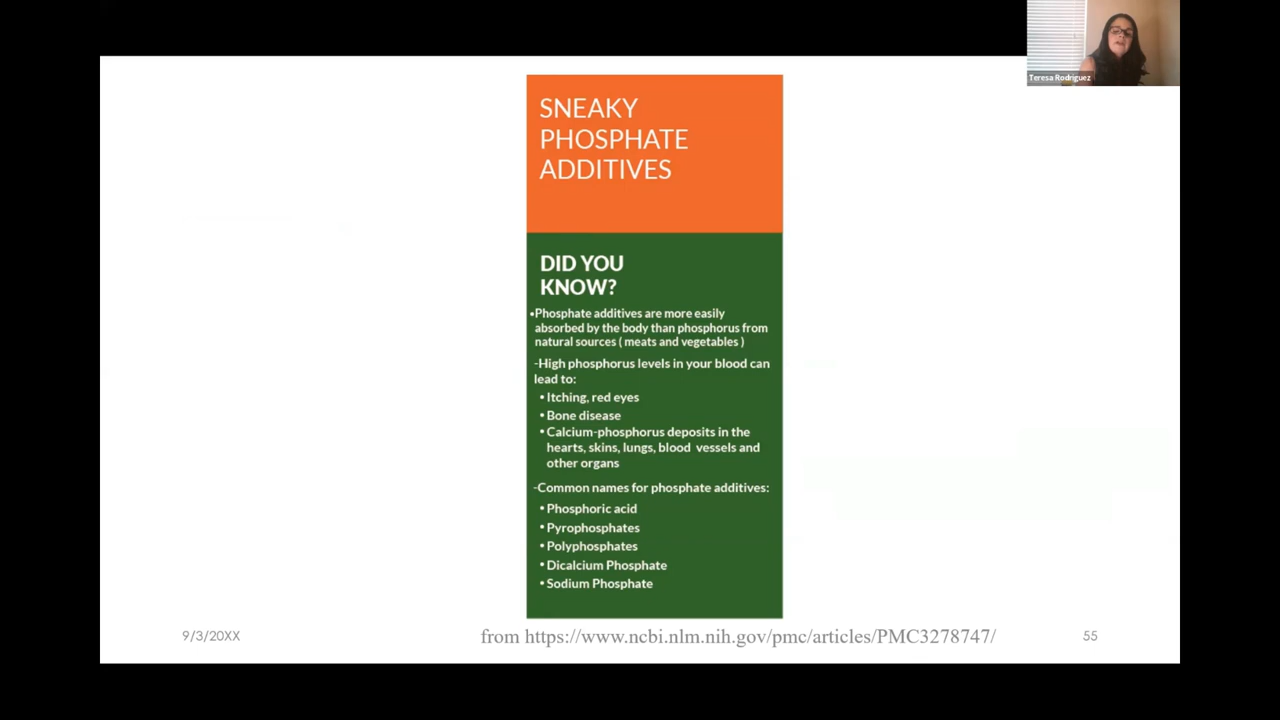 Teresa Rodriguez
SNEAKY
PHOSPHATE
ADDITIVES
DID YOU
KNOW?
•Phosphate additives are more easily
absorbed by the body than phosphorus from
natural sources ( meats and vegetables )
-High phosphorus levels in your blood can
lead to:
• Itching, red eyes
• Bone disease
• Calcium-phosphorus deposits in the
hearts, skins, lungs, blood vessels and
other organs
-Common names for phosphate additives:
• Phosphoric acid
• Pyrophosphates
• Polyphosphates
• Dicalcium Phosphate
• Sodium Phosphate
9/3/20XX
from https://www.ncbi.nlm.nih.gov/pmc/articles/PMC3278747/
55